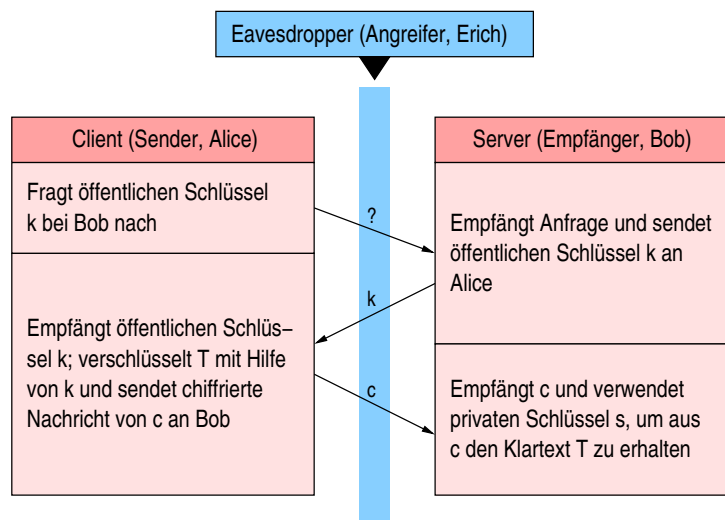 Eavesdropper (Angreifer, Erich)
Client (Sender, Alice)
Server (Empfänger, Bob)
Fragt öffentlichen Schlüssel
k bei Bob nach
?
Empfängt Anfrage und sendet
öffentlichen Schlüssel k an
Alice
k
Empfängt öffentlichen Schlüs–
sel k; verschlüsselt T mit Hilfe
von k und sendet chiffrierte
Nachricht von c an Bob
c
Empfängt c und verwendet
privaten Schlüssel s, um aus
c den Klartext T zu erhalten